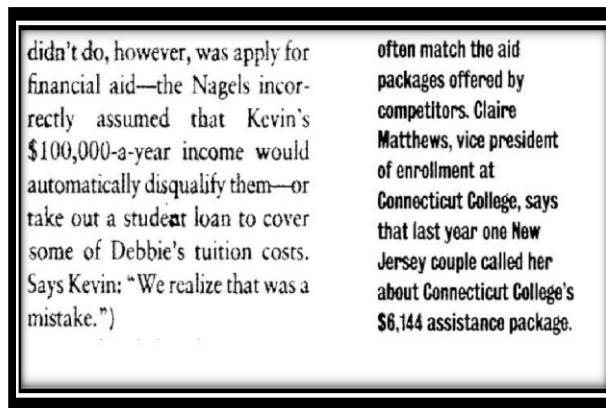 didn't do, however, was apply for
financial aid—the Nagels incor-
rectly assumed that Kevin's
$100,000-a-year income would
automatically disqualify them—or
take out a student loan to cover
some of Debbie's tuition costs.
Says Kevin: "We realize that was a
mistake.")
often match the aid
packages offered by
competitors. Claire
Matthews, vice president
of enrollment at
Connecticut College, says
that last year one New
Jersey couple called her
about Connecticut College's
$6,144 assistance package.